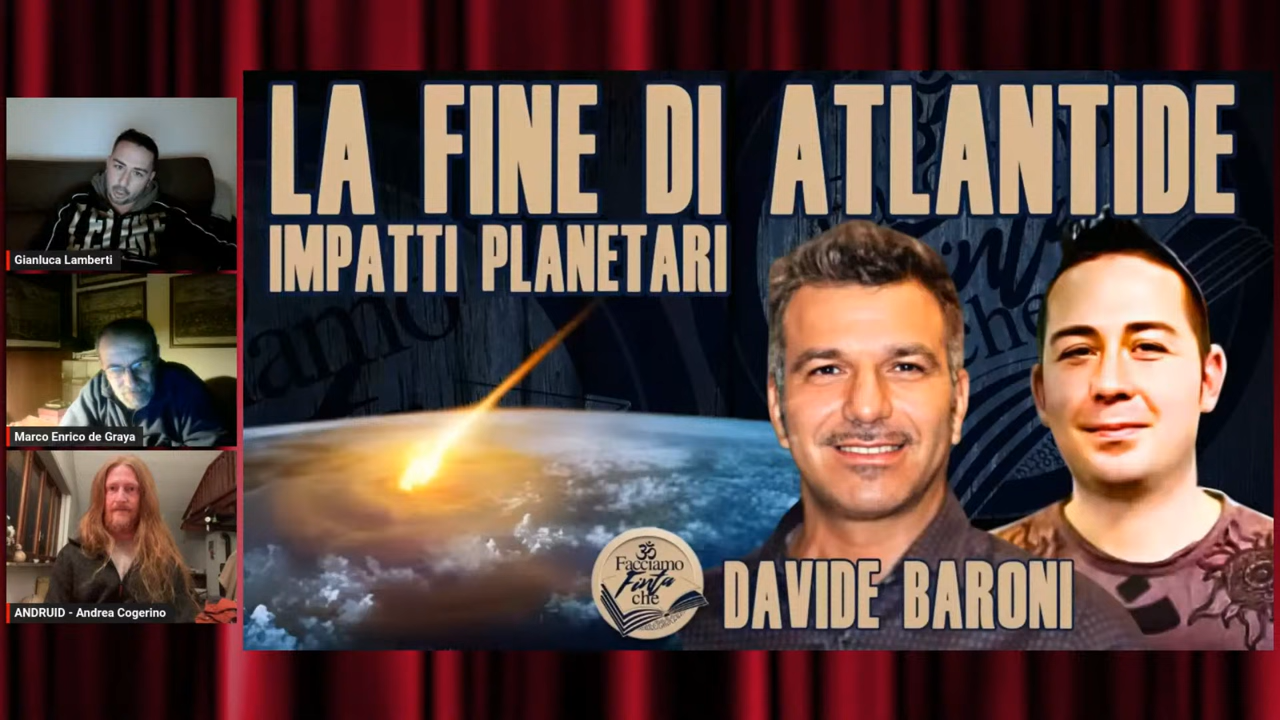 LA FINE DI ATLANTIDE
IMPATTI PLANETARI
Gianluca Lamberti
Marco Enrico de Graya
ANDRUID - Andrea Cogerino
ॐ
Facciamo
Finta
che
DAVIDE BARONI